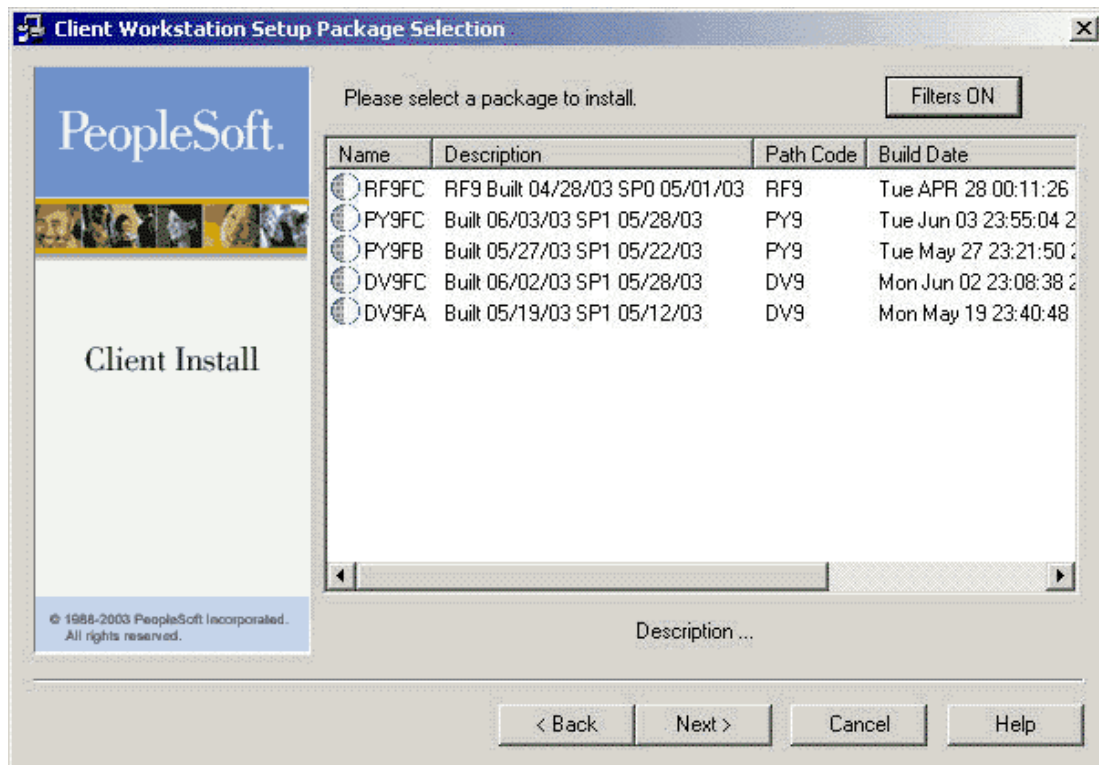 Client Workstation Setup Package Selection
PeopleSoft.
Client Install
© 1988-2003 PeopleSoft Incorporated.
All rights reserved.
Please select a package to install.
Filters ON
Name Description Path Code Build Date
RF9FC RF9 Built 04/28/03 SP0 05/01/03 RF9 Tue APR 28 00:11:26
PY9FC Built 06/03/03 SP1 05/28/03 PY9 Tue Jun 03 23:55:04 2
PY9FB Built 05/27/03 SP1 05/22/03 PY9 Tue May 27 23:21:50 2
DV9FC Built 06/02/03 SP1 05/28/03 DV9 Mon Jun 02 23:08:38 2
DV9FA Built 05/19/03 SP1 05/12/03 DV9 Mon May 19 23:40:48
Description ...
< Back Next > Cancel Help